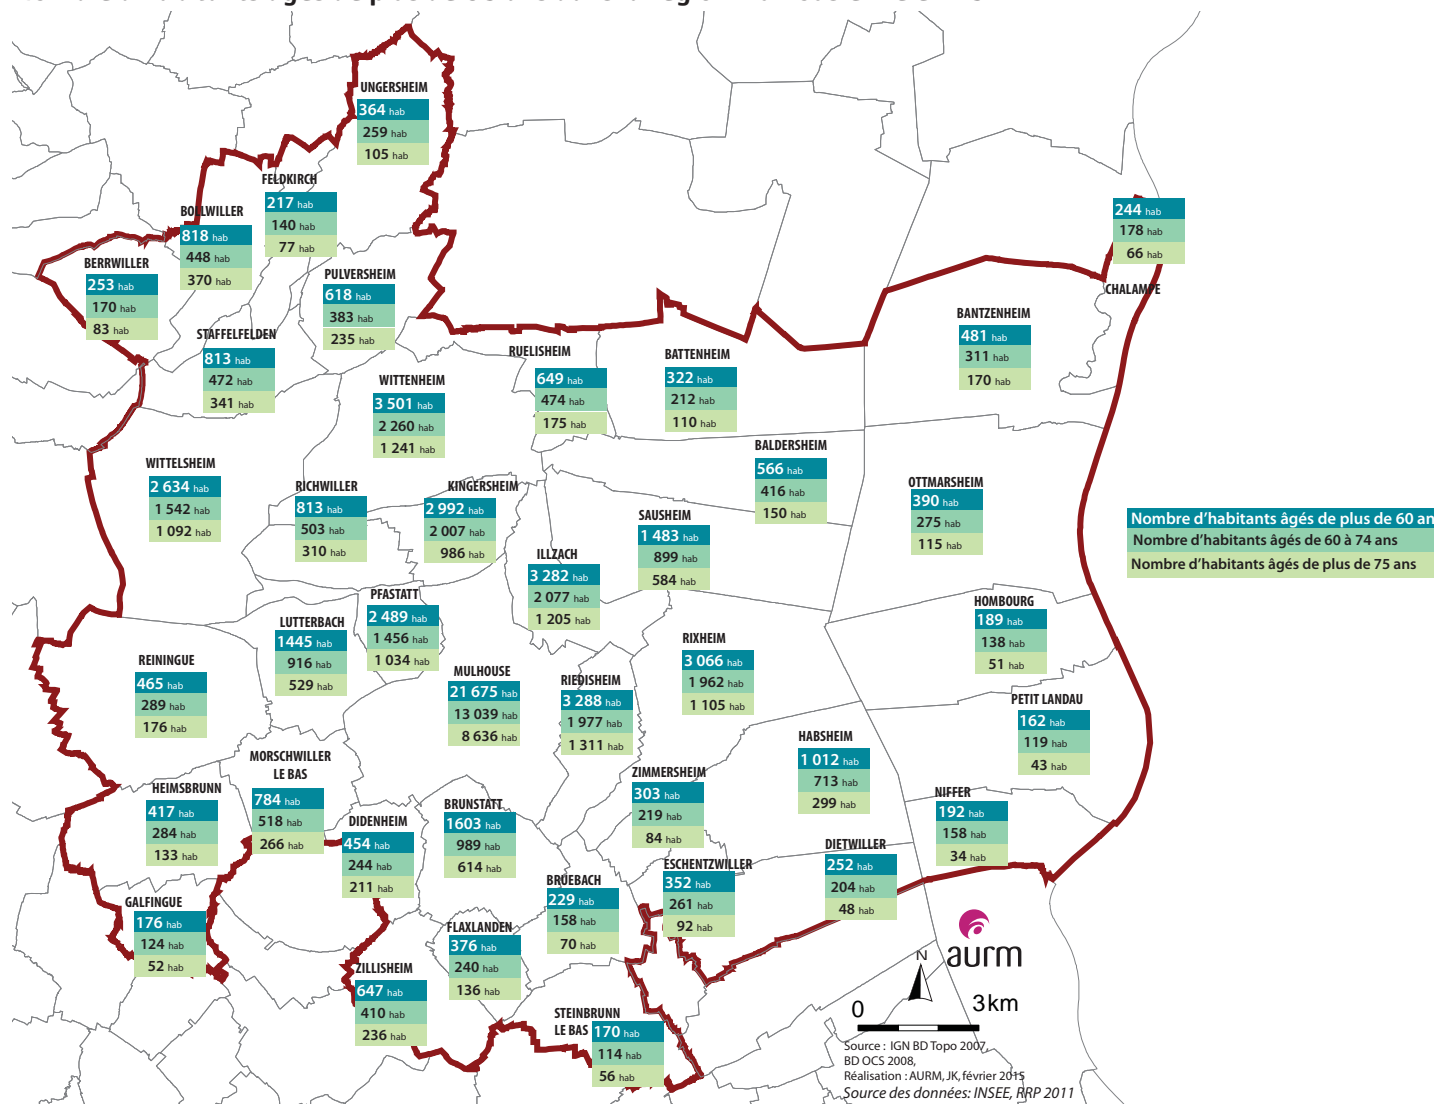 UNGERSHEIM
364 hab
259 hab
105 hab
FELDKIRCH
217 hab
140 hab
77 hab
BOLLWILLER
818 hab
448 hab
370 hab
244 hab
178 hab
66 hab
CHALAMPE
BERRWILLER
253 hab
170 hab
83 hab
PULVERSHEIM
618 hab
383 hab
235 hab
BANTZENHEIM
481 hab
311 hab
170 hab
STAFFELFELDEN
813 hab
472 hab
341 hab
RUELISHEIM
649 hab
474 hab
175 hab
BATTENHEIM
322 hab
212 hab
110 hab
WITTENHEIM
3 501 hab
2 260 hab
1 241 hab
BALDERSHEIM
566 hab
416 hab
150 hab
WITTELSHEIM
2 634 hab
1 542 hab
1 092 hab
RICHWILLER
813 hab
503 hab
310 hab
KINGERSHEIM
2 992 hab
2 007 hab
986 hab
OTTMARSHEIM
390 hab
275 hab
115 hab
SAUSHEIM
1 483 hab
899 hab
584 hab
Nombre d'habitants âgés de plus de 60 an
Nombre d'habitants âgés de 60 à 74 ans
Nombre d'habitants âgés de plus de 75 ans
ILLZACH
3 282 hab
2 077 hab
1 205 hab
PFASTATT
2 489 hab
1 456 hab
1 034 hab
HOMBOURG
189 hab
138 hab
51 hab
LUTTERBACH
1445 hab
916 hab
529 hab
RIXHEIM
3 066 hab
1 962 hab
1 105 hab
REININGUE
465 hab
289 hab
176 hab
MULHOUSE
21 675 hab
13 039 hab
8 636 hab
RIEDISHEIM
3 288 hab
1 977 hab
1 311 hab
PETIT LANDAU
162 hab
119 hab
43 hab
HABSHEIM
1 012 hab
713 hab
299 hab
MORSCHWILLER
LE BAS
784 hab
518 hab
266 hab
ZIMMERSHEIM
303 hab
219 hab
84 hab
HEIMSBRUNN
417 hab
284 hab
133 hab
NIFFER
192 hab
158 hab
34 hab
BRUNSTATT
1603 hab
989 hab
614 hab
DIDENHEIM
454 hab
244 hab
211 hab
DIETWILLER
252 hab
204 hab
48 hab
ESCHENTZWILLER
352 hab
261 hab
92 hab
BRUEBACH
229 hab
158 hab
70 hab
GALFINGUE
176 hab
124 hab
52 hab
FLAXLANDEN
376 hab
240 hab
136 hab
ZILLISHEIM
647 hab
410 hab
236 hab
STEINBRUNN
LE BAS
170 hab
114 hab
56 hab
aurm
N
0 3 km
Source : IGN BD Topo 2007,
BD OCS 2008,
Réalisation : AURM, JK, février 2015
Source des données: INSEE, RRP 2011